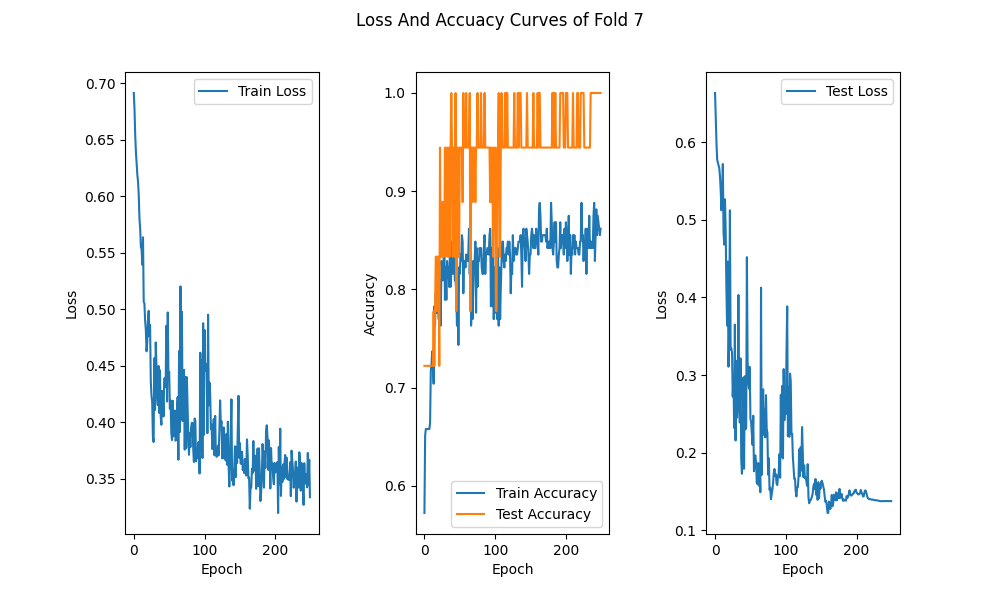 Loss And Accuacy Curves of Fold 7
Train Loss
0.70
0.65
0.60
0.55
0.50
0.45
0.40
0.35
Loss
0
100
200
Epoch
1.0
0.9
0.8
0.7
0.6
Accuracy
Train Accuracy
Test Accuracy
0
100
200
Epoch
Test Loss
0.6
0.5
0.4
0.3
0.2
0.1
Loss
0
100
200
Epoch